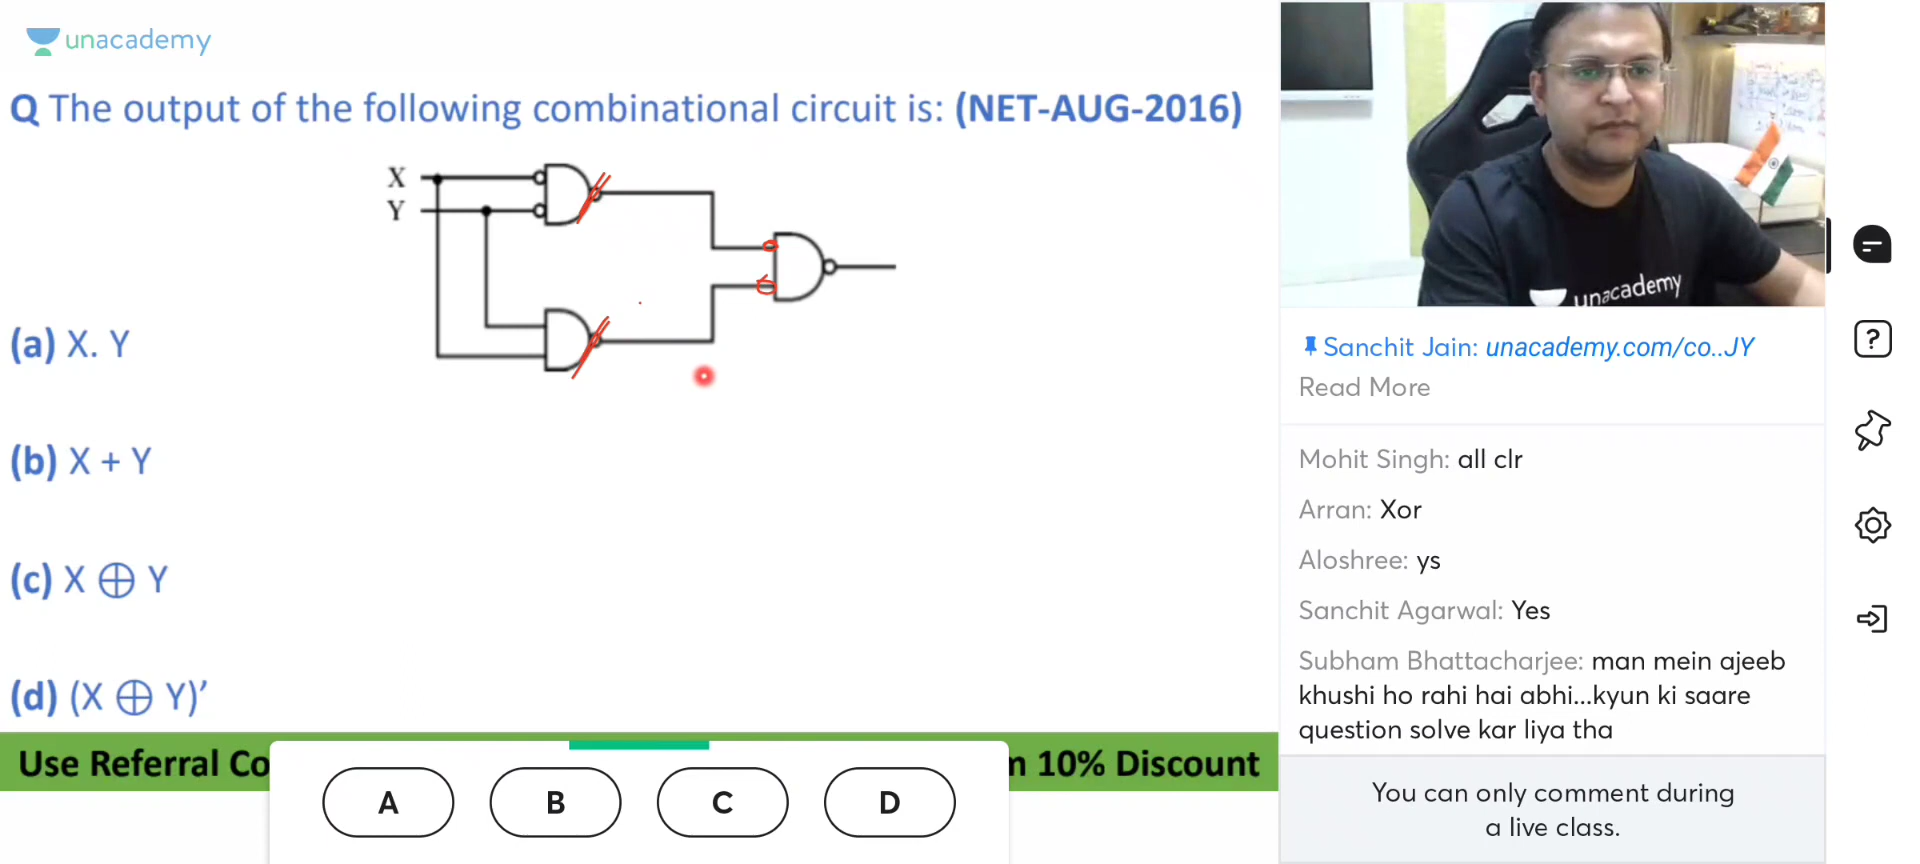 unacademy
Q The output of the following combinational circuit is: (NET-AUG-2016)
X
Y
(a) X. Y
(b) X + Y
(c) X ⊕ Y
(d) (X ⊕ Y)’
Use Referral Co
n 10% Discount
A
B
C
D
unacademy
Sanchit Jain: unacademy.com/co..JY
Read More
Mohit Singh: all clr
Arran: Xor
Aloshree: ys
Sanchit Agarwal: Yes
Subham Bhattacharjee: man mein ajeeb
khushi ho rahi hai abhi...kyun ki saare
question solve kar liya tha
You can only comment during
a live class.
?